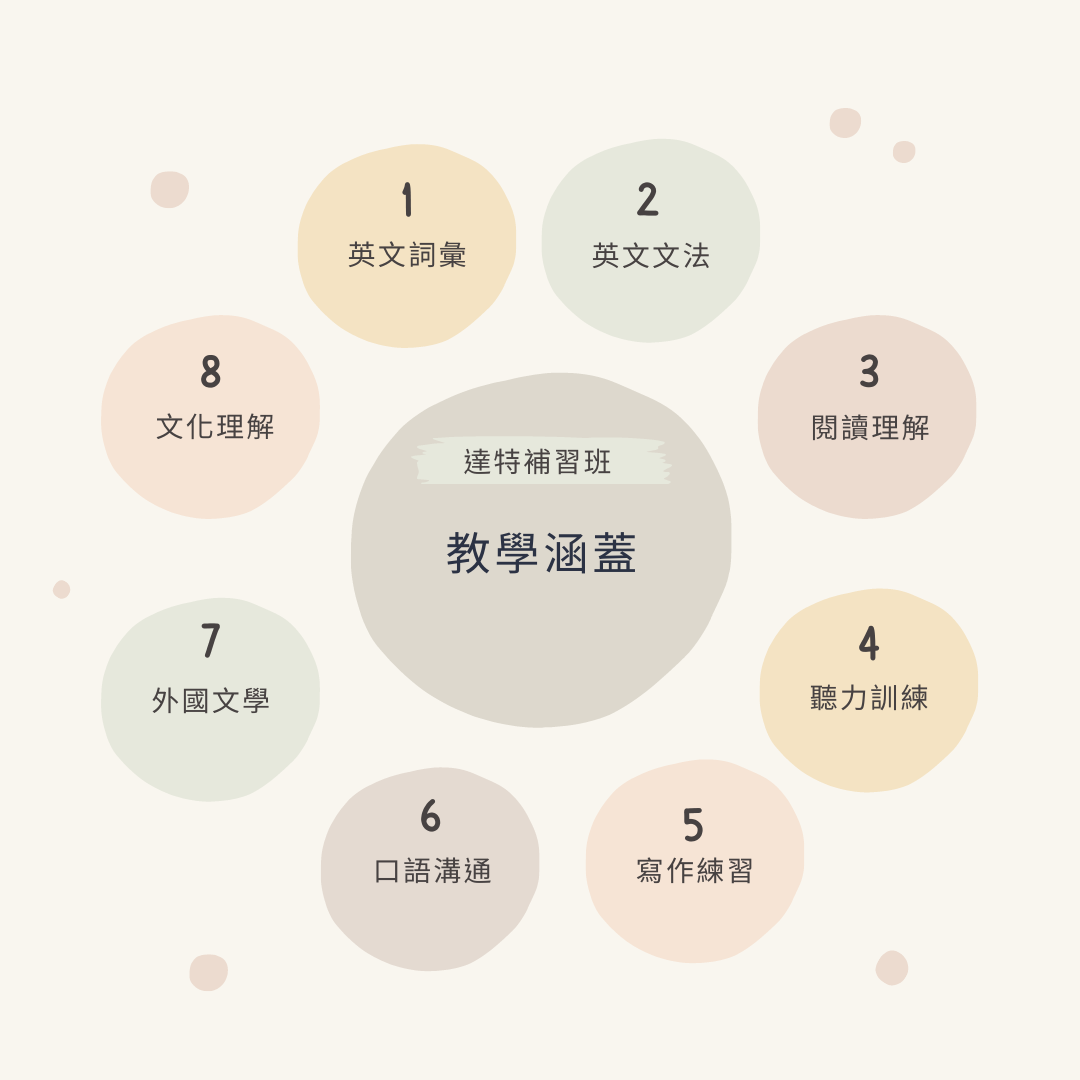 達特補習班
教學涵蓋
1
英文詞彙
2
英文文法
3
閱讀理解
4
聽力訓練
5
寫作練習
6
口語溝通
7
外國文學
8
文化理解